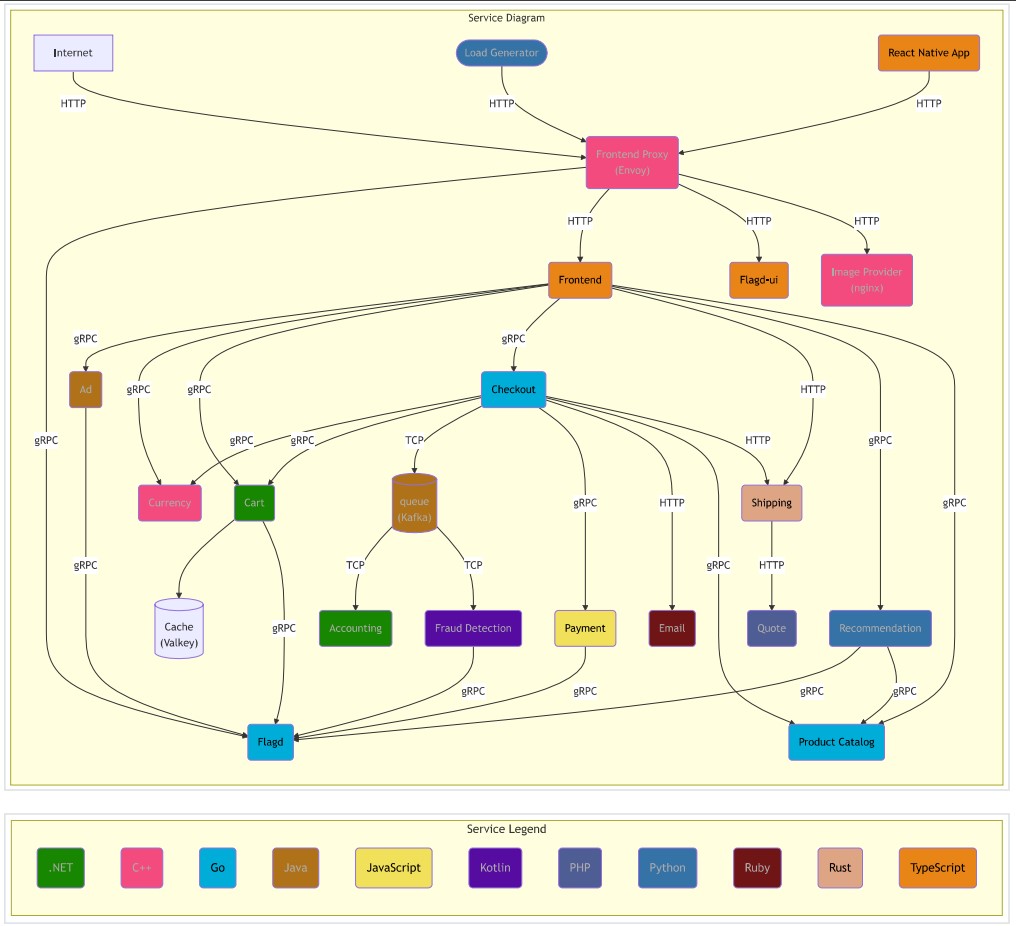 Service Diagram
Internet
Load Generator
React Native App
HTTP
HTTP
HTTP
Frontend Proxy
(Envoy)
HTTP
HTTP
HTTP
Frontend
Flagd-ui
Image Provider
(nginx)
gRPC
gRPC
Ad
gRPC
gRPC
Checkout
HTTP
gRPC
gRPC
gRPC
TCP
HTTP
gRPC
Currency
Cart
queue
(Kafka)
gRPC
HTTP
Shipping
gRPC
gRPC
TCP
TCP
gRPC
HTTP
Cache
(Valkey)
gRPC
Accounting
Fraud Detection
Payment
Email
Quote
Recommendation
gRPC
gRPC
gRPC
gRPC
Flagd
Product Catalog
Service Legend
.NET
C++
Go
Java
JavaScript
Kotlin
PHP
Python
Ruby
Rust
TypeScript